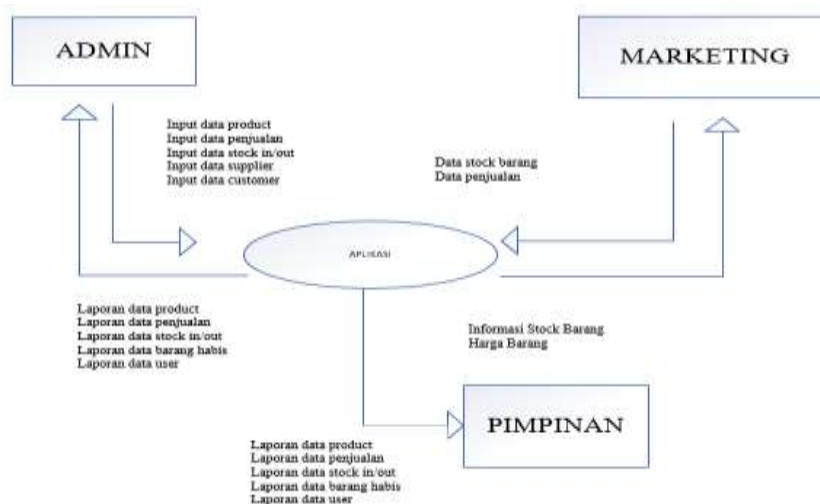 ADMIN
MARKETING
Input data product
Input data penjualan
Input data stock in/out
Input data supplier
Input data customer
Data stock barang
Data penjualan
APLIKASI
Laporan data product
Laporan data penjualan
Laporan data stock in/out
Laporan data barang habis
Laporan data user
Informasi Stock Barang
Harga Barang
PIMPINAN
Laporan data product
Laporan data penjualan
Laporan data stock in/out
Laporan data barang habis
Laporan data user